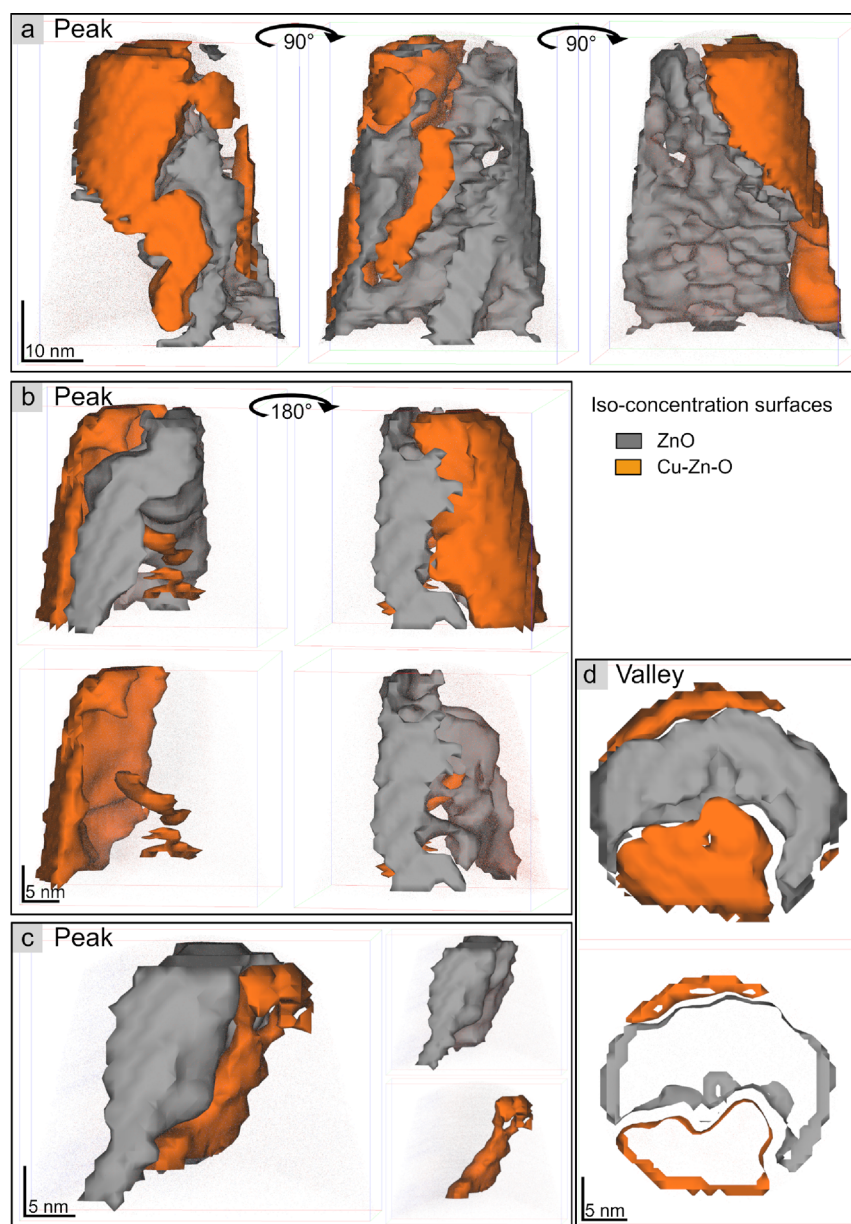 a Peak
90°
90°
10 nm
b Peak
180°
5 nm
Iso-concentration surfaces
ZnO
Cu-Zn-O
c Peak
5 nm
d Valley
5 nm